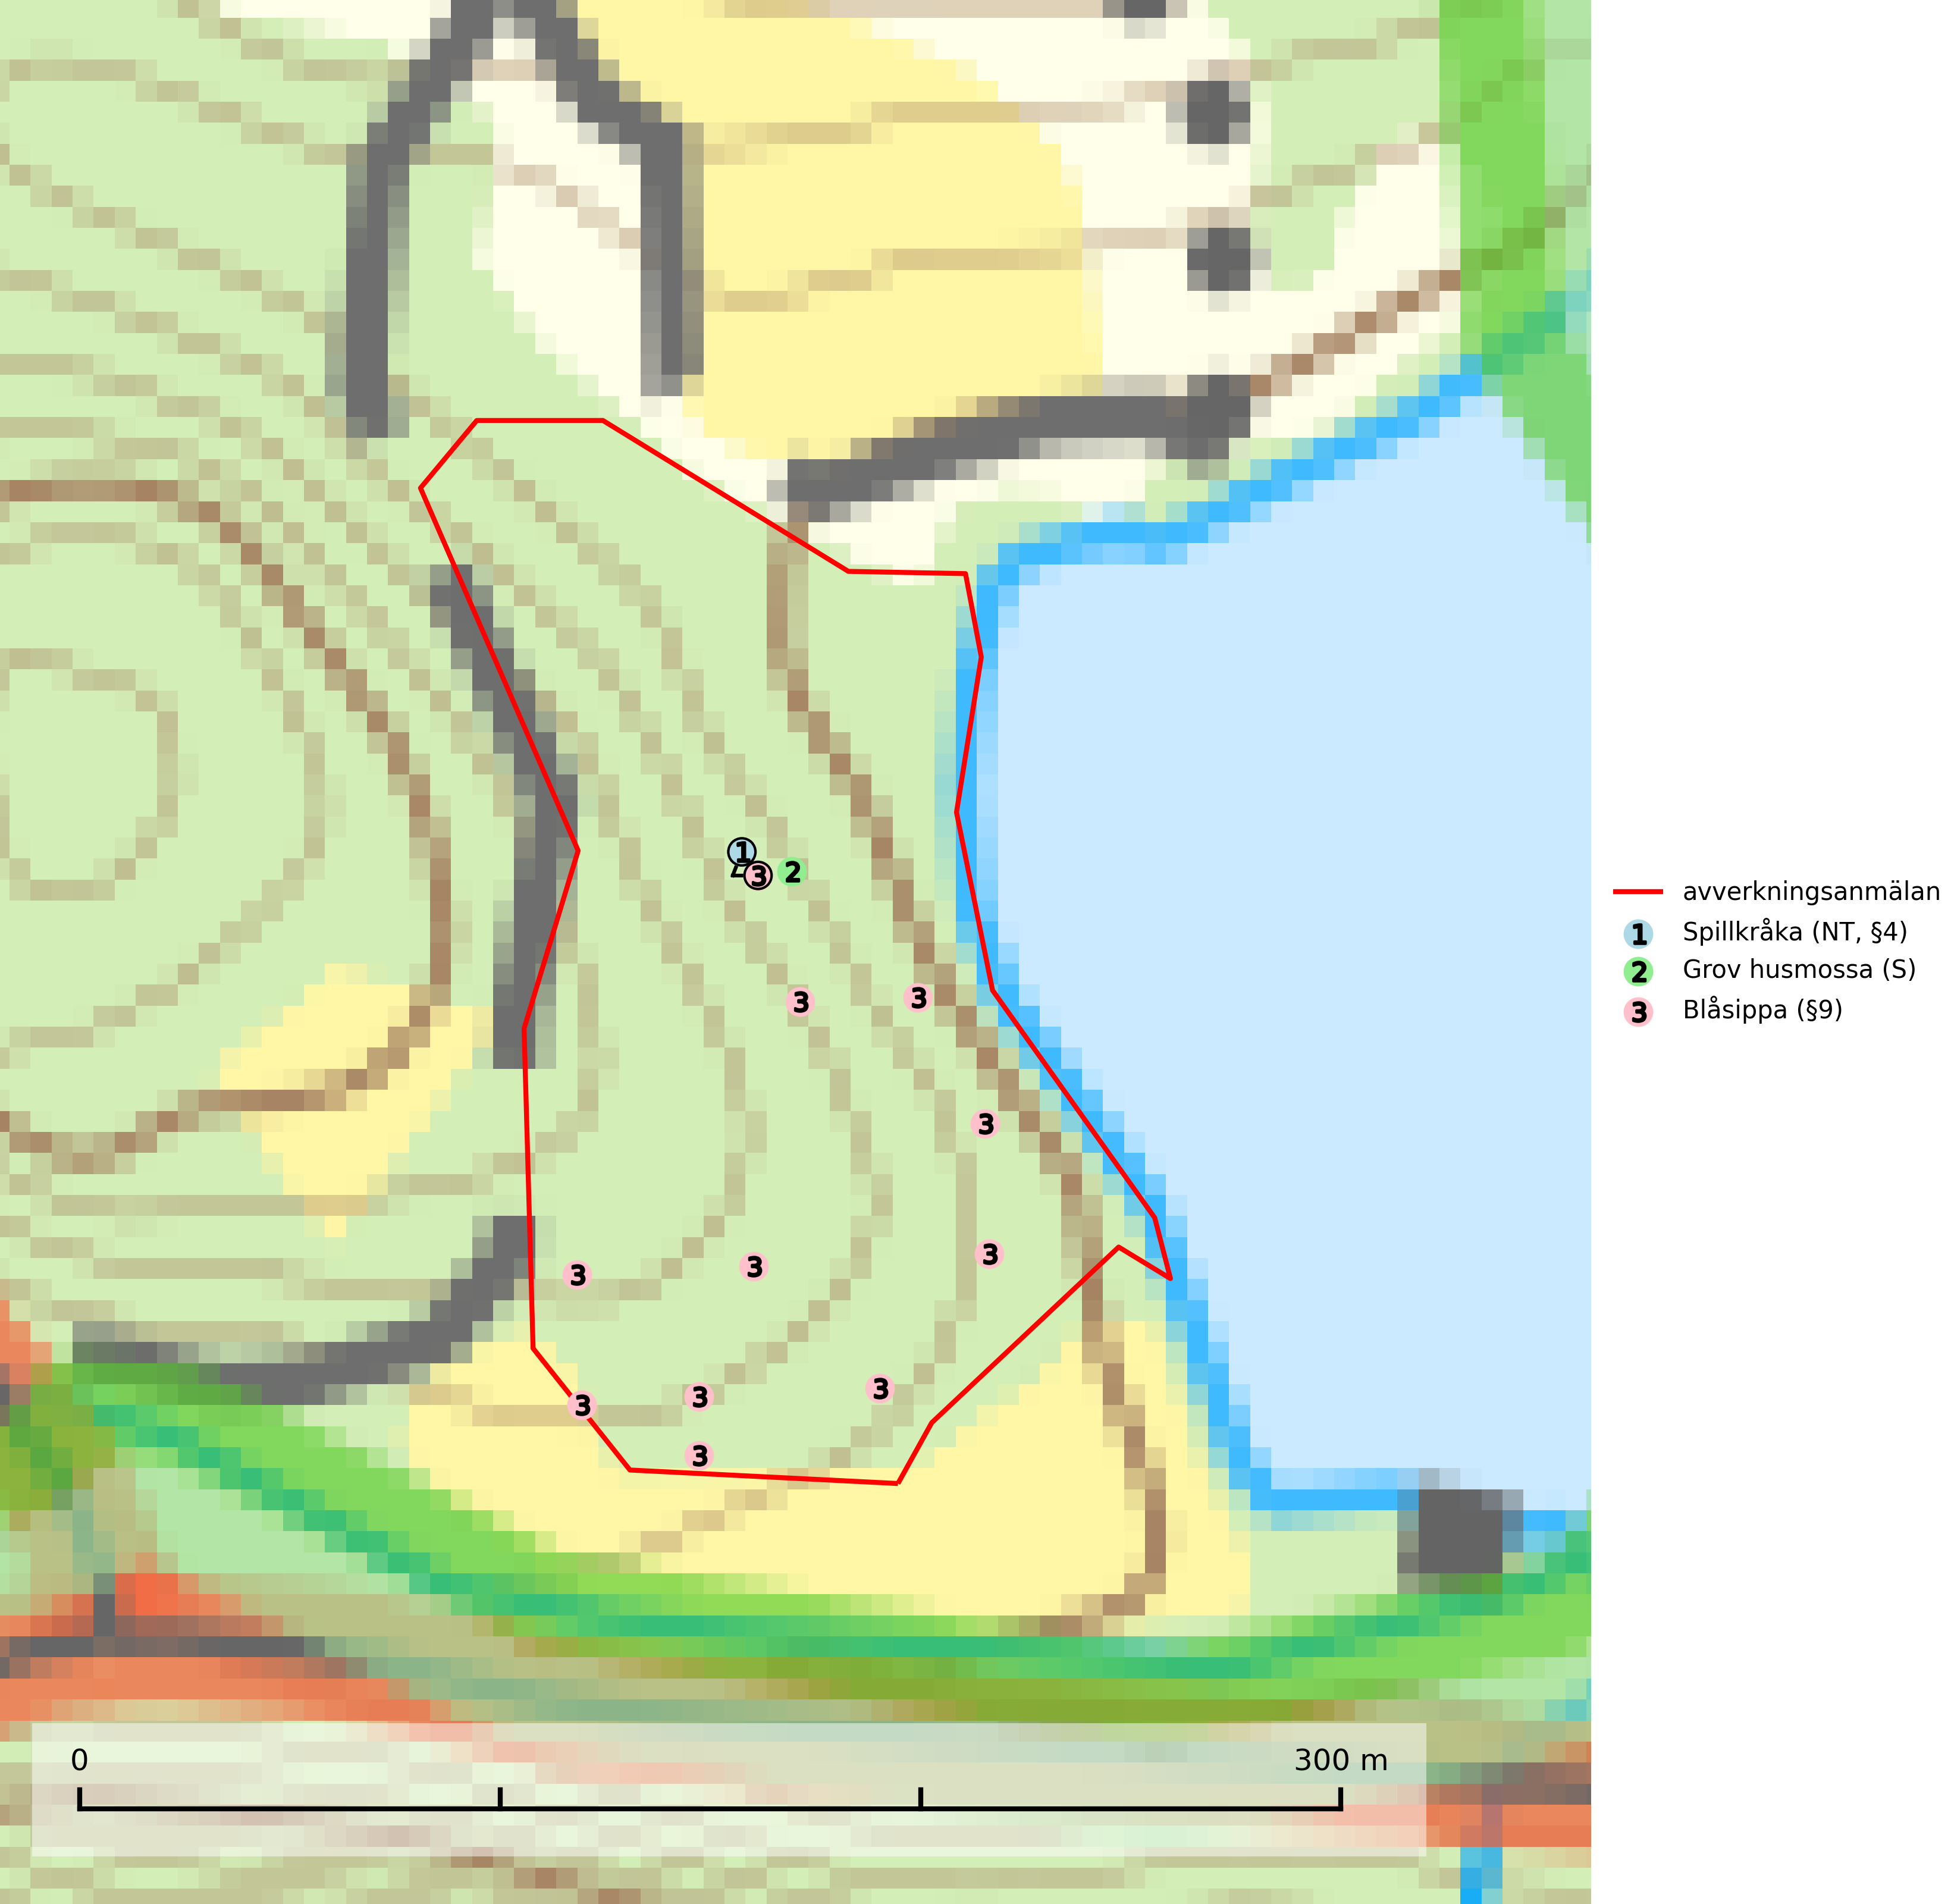 1
3 2
3 3
3
3
3 3
3
3 3
3
0 300 m
avverkningsanmälan
1 Spillkråka (NT, §4)
2 Grov husmossa (S)
3 Blåsippa (§9)